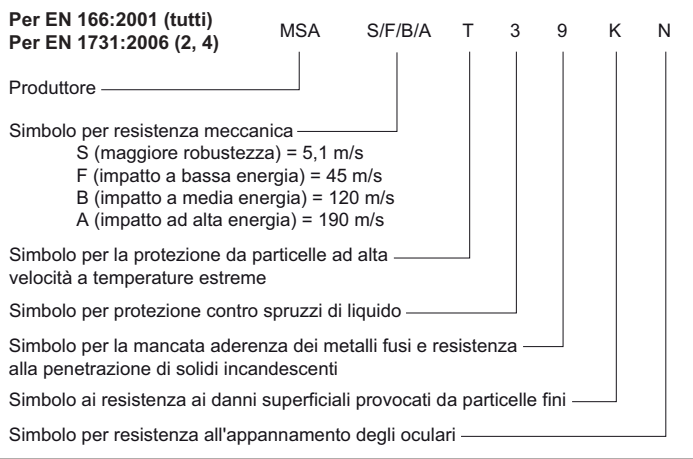 Per EN 166:2001 (tutti)
Per EN 1731:2006 (2, 4)
MSA S/F/B/A T 3 9 K N
Produttore
Simbolo per resistenza meccanica
S (maggiore robustezza) = 5,1 m/s
F (impatto a bassa energia) = 45 m/s
B (impatto a media energia) = 120 m/s
A (impatto ad alta energia) = 190 m/s
Simbolo per la protezione da particelle ad alta
velocità a temperature estreme
Simbolo per protezione contro spruzzi di liquido
Simbolo per la mancata aderenza dei metalli fusi e resistenza
alla penetrazione di solidi incandescenti
Simbolo ai resistenza ai danni superficiali provocati da particelle fini
Simbolo per resistenza all'appannamento degli oculari